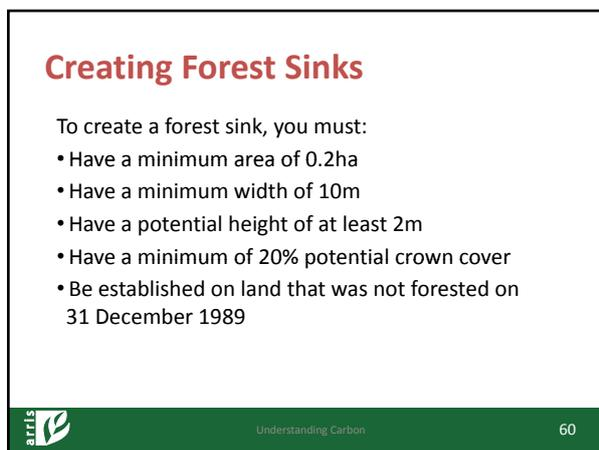 Creating Forest Sinks
To create a forest sink, you must:
• Have a minimum area of 0.2ha
• Have a minimum width of 10m
• Have a potential height of at least 2m
• Have a minimum of 20% potential crown cover
• Be established on land that was not forested on
31 December 1989
arris
Understanding Carbon
60